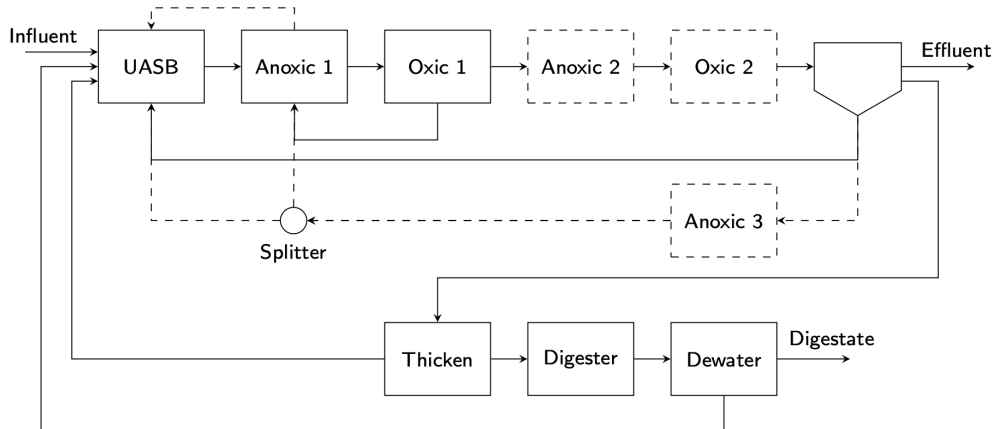 Influent
UASB
Anoxic 1
Oxic 1
Anoxic 2
Oxic 2
Effluent
Anoxic 3
Splitter
Thicken
Digester
Dewater
Digestate